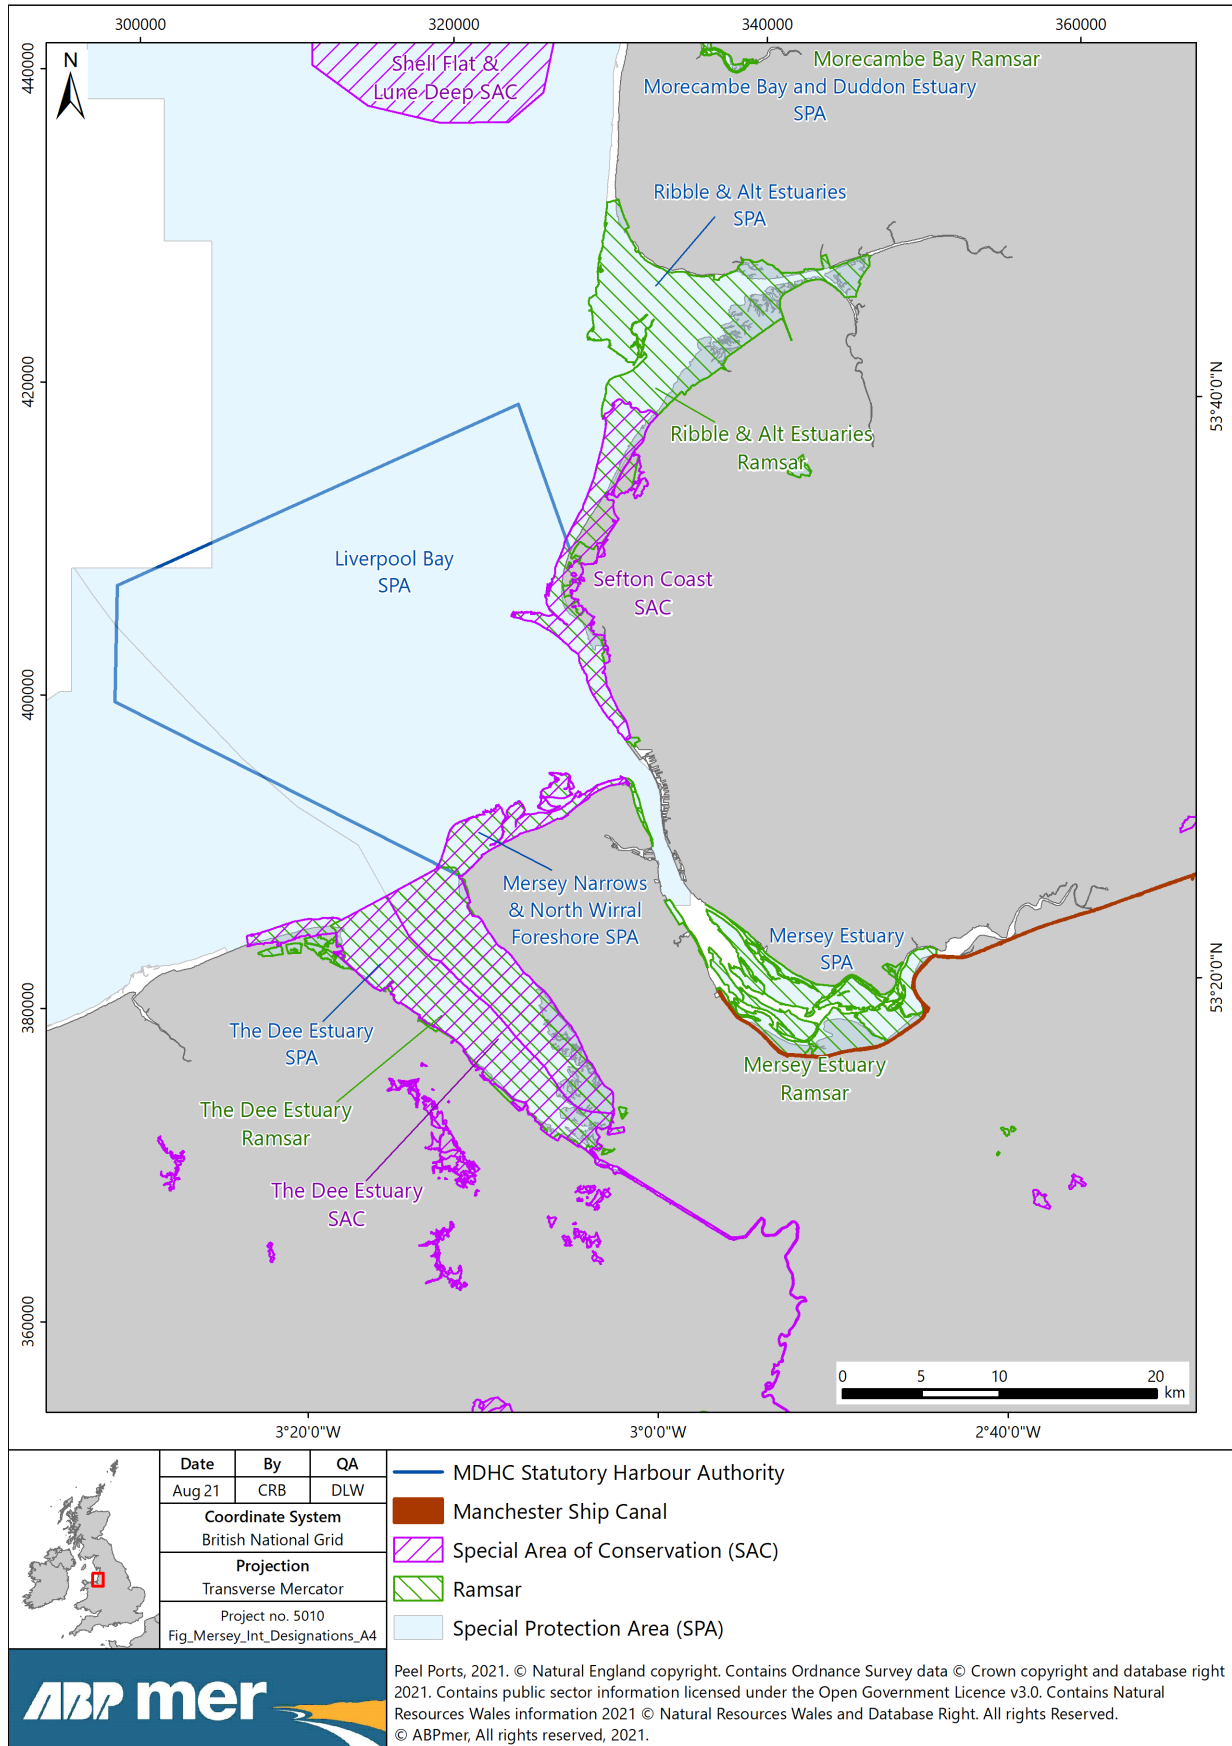 300000
320000
340000
360000
440000
420000
400000
380000
360000
N
Shell Flat &
Lune Deep SAC
Morecambe Bay Ramsar
Morecambe Bay and Duddon Estuary
SPA
Ribble & Alt Estuaries
SPA
53°40'0"N
Ribble & Alt Estuaries
Ramsar
Liverpool Bay
SPA
Sefton Coast
SAC
Mersey Narrows
& North Wirral
Foreshore SPA
Mersey Estuary
SPA
53°20'0"N
The Dee Estuary
SPA
Mersey Estuary
Ramsar
The Dee Estuary
Ramsar
The Dee Estuary
SAC
0 5 10 20
km
3°20'0"W
3°0'0"W
2°40'0"W
Date By QA
Aug 21 CRB DLW
Coordinate System
British National Grid
Projection
Transverse Mercator
Project no. 5010
Fig_Mersey_Int_Designations_A4
MDHC Statutory Harbour Authority
Manchester Ship Canal
Special Area of Conservation (SAC)
Ramsar
Special Protection Area (SPA)
ABPmer
Peel Ports, 2021. © Natural England copyright. Contains Ordnance Survey data © Crown copyright and database right
2021. Contains public sector information licensed under the Open Government Licence v3.0. Contains Natural
Resources Wales information 2021 © Natural Resources Wales and Database Right. All rights Reserved.
© ABPmer, All rights reserved, 2021.